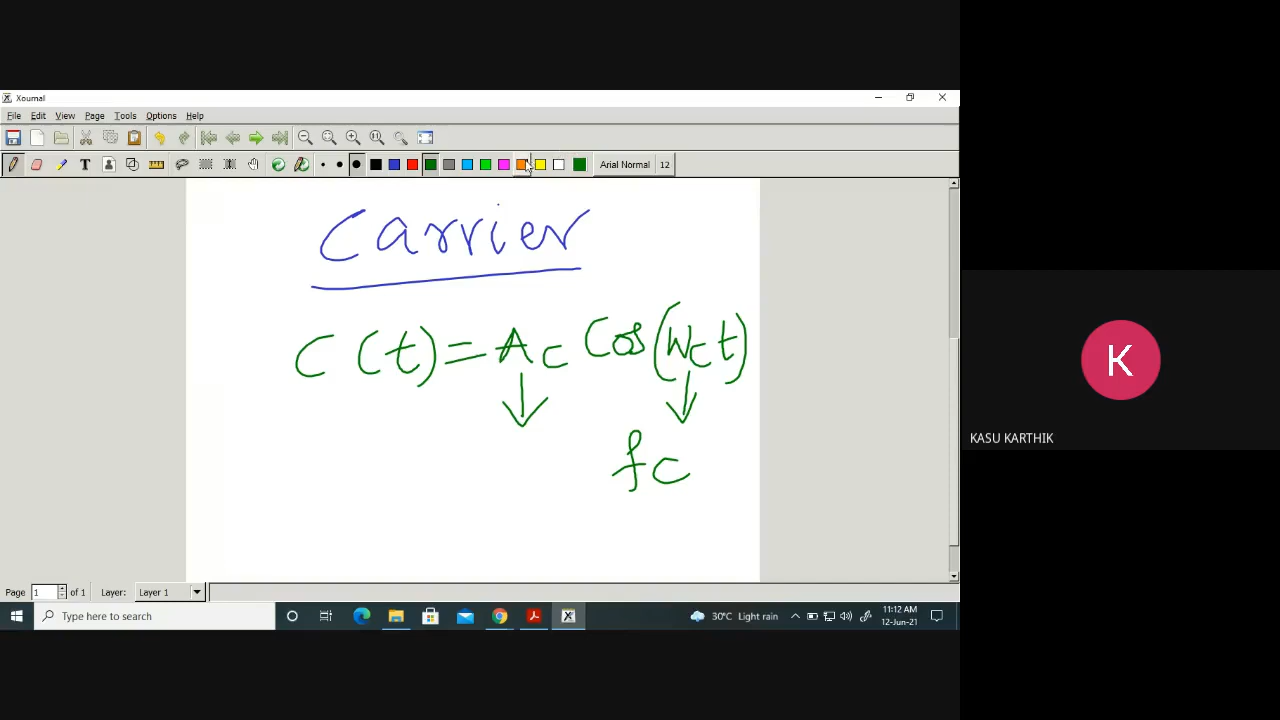 Xournal
File Edit View Page Tools Options Help
T
Arial Normal 12
Carrier
C(t) = Ac Cos(Wct)
fc
K
KASU KARTHIK
Page 1 of 1 Layer: Layer 1
Type here to search
30°C Light rain
11:12 AM
12-Jun-21